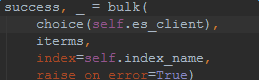 success, _ = bulk(
choice(self.es_client),
iterms,
index=self.index_name,
raise_on_error=True)